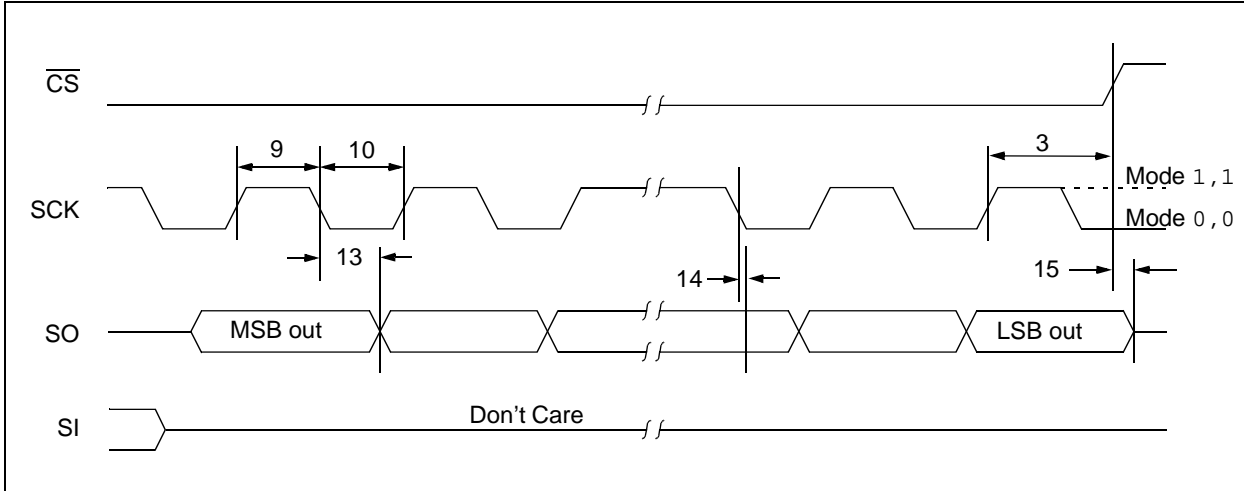 CS
9
10
3
Mode 1,1
SCK
Mode 0,0
13
14
15
SO
MSB out
LSB out
Don't Care
SI